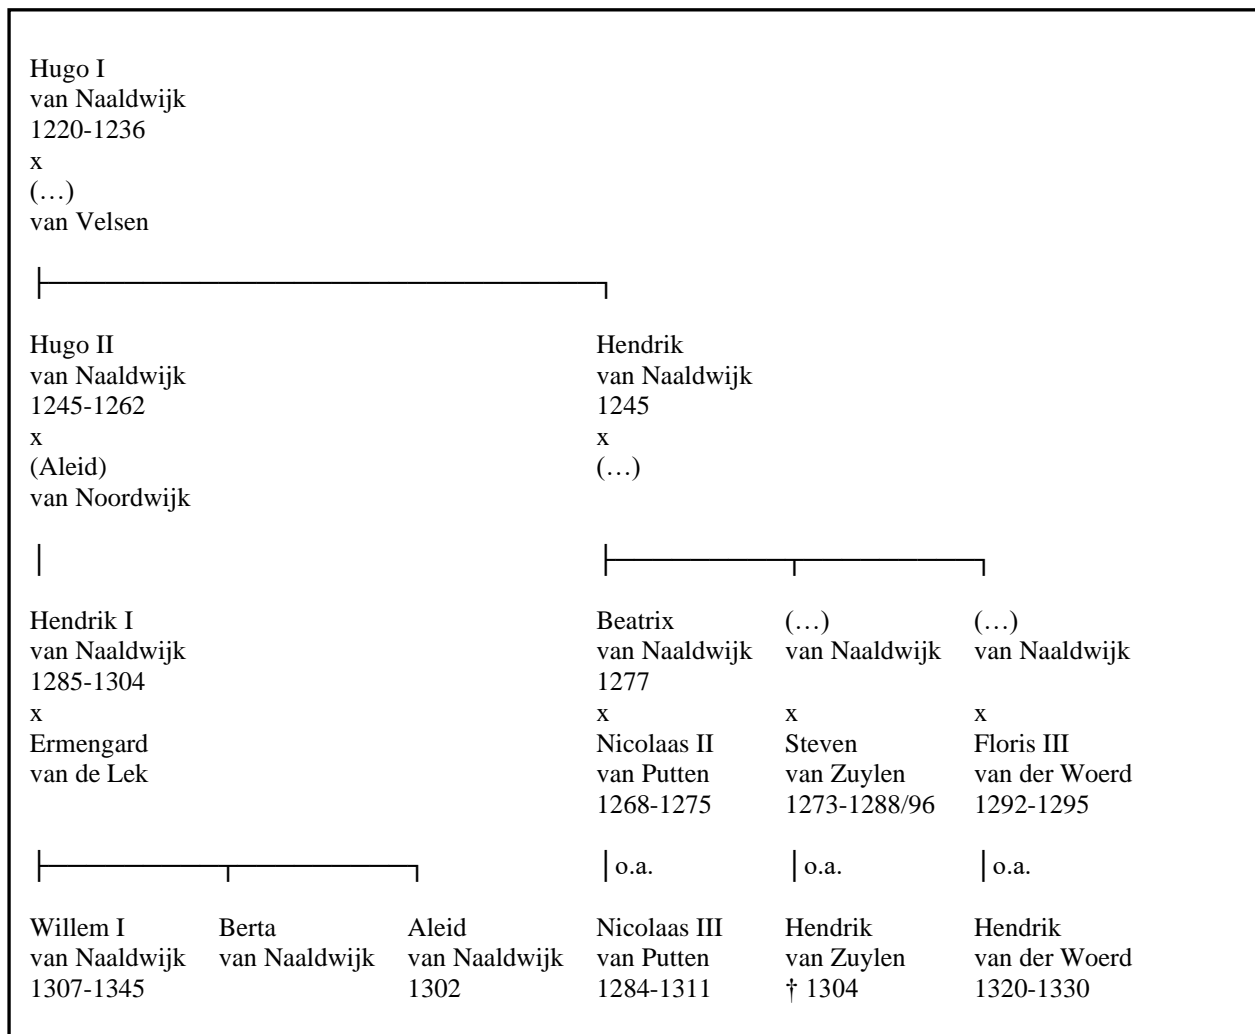 Hugo I
van Naaldwijk
1220-1236
x
(…)
van Velsen
Hugo II
van Naaldwijk
1245-1262
x
(Aleid)
van Noordwijk
Hendrik
van Naaldwijk
1245
x
(…)
Hendrik I
van Naaldwijk
1285-1304
x
Ermengard
van de Lek
Beatrix
van Naaldwijk
1277
x
Nicolaas II
van Putten
1268-1275
(…)
van Naaldwijk
x
Steven
van Zuylen
1273-1288/96
(…)
van Naaldwijk
x
Floris III
van der Woerd
1292-1295
o.a.
o.a.
o.a.
Willem I
van Naaldwijk
1307-1345
Berta
van Naaldwijk
Aleid
van Naaldwijk
1302
Nicolaas III
van Putten
1284-1311
Hendrik
van Zuylen
† 1304
Hendrik
van der Woerd
1320-1330